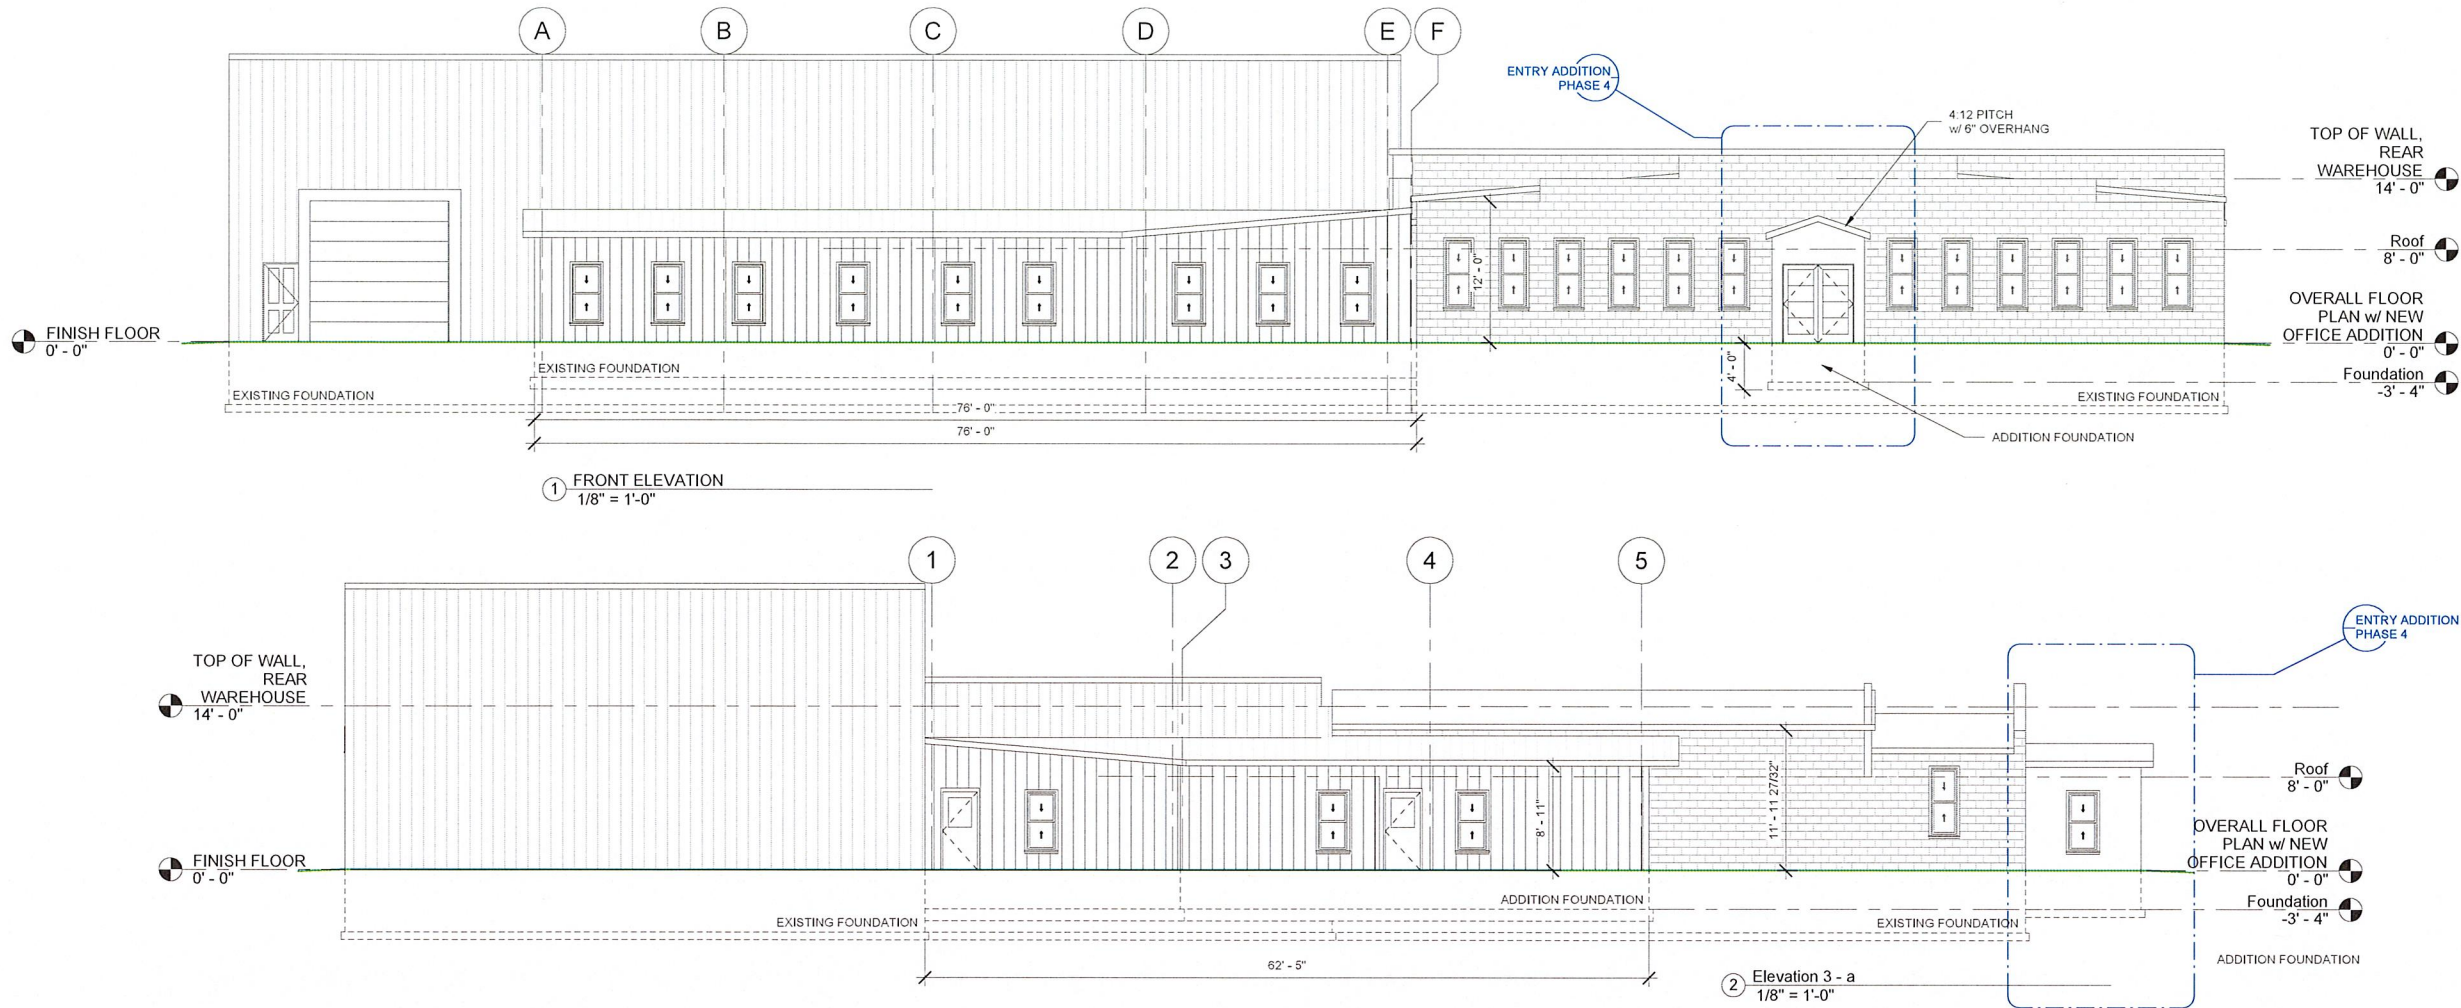 A
B
C
D
E
F
ENTRY ADDITION
PHASE 4
4:12 PITCH
w/ 6" OVERHANG
TOP OF WALL,
REAR
WAREHOUSE
14' - 0"
Roof
8' - 0"
12' - 0"
OVERALL FLOOR
PLAN w/ NEW
OFFICE ADDITION
0' - 0"
FINISH FLOOR
0' - 0"
4' - 0"
Foundation
-3' - 4"
EXISTING FOUNDATION
EXISTING FOUNDATION
EXISTING FOUNDATION
76' - 0"
76' - 0"
ADDITION FOUNDATION
1
FRONT ELEVATION
1/8" = 1'-0"
1
2
3
4
5
ENTRY ADDITION
PHASE 4
TOP OF WALL,
REAR
WAREHOUSE
14' - 0"
Roof
8' - 0"
8' - 11"
11' - 11 27/32"
OVERALL FLOOR
PLAN w/ NEW
OFFICE ADDITION
0' - 0"
FINISH FLOOR
0' - 0"
Foundation
-3' - 4"
ADDITION FOUNDATION
EXISTING FOUNDATION
EXISTING FOUNDATION
ADDITION FOUNDATION
62' - 5"
2
Elevation 3 - a
1/8" = 1'-0"